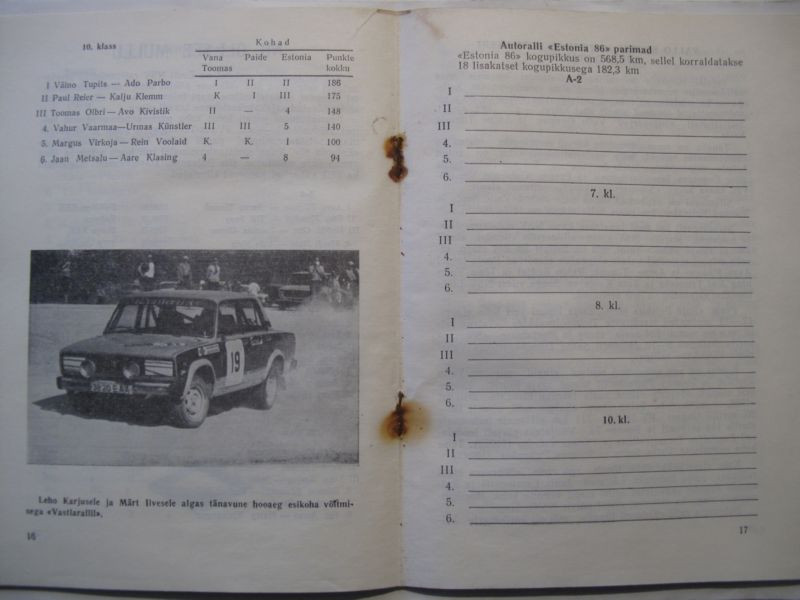 10. klass
Kohad
Vana Toomas Paide Estonia Punkte kokku
I Väino Tupits — Ado Parbo I II II 186
II Paul Reier — Kalju Klemm K I III 175
III Toomas Olbri — Avo Kivistik II — 4 148
4. Vahur Vaarmaa—Urmas Künstler III III 5 140
5. Margus Virkoja — Rein Voolaid K. K. I 100
6. Jaan Metsalu — Aare Klasing 4 — 8 94
19
Leho Karjusele ja Märt Iivesele algas tänavune hooaeg esikoha võtmi-
sega «Vastlarallil».
16
Autoralli «Estonia 86» parimad
«Estonia 86» kogupikkus on 568,5 km, sellel korraldatakse
18 lisakatset kogupikkusega 182,3 km
A-2
I
II
III
4.
5.
6.
7. kl.
I
II
III
4.
5.
6.
8. kl.
I
II
III
4.
5.
6.
10. kl.
I
II
III
4.
5.
6.
17